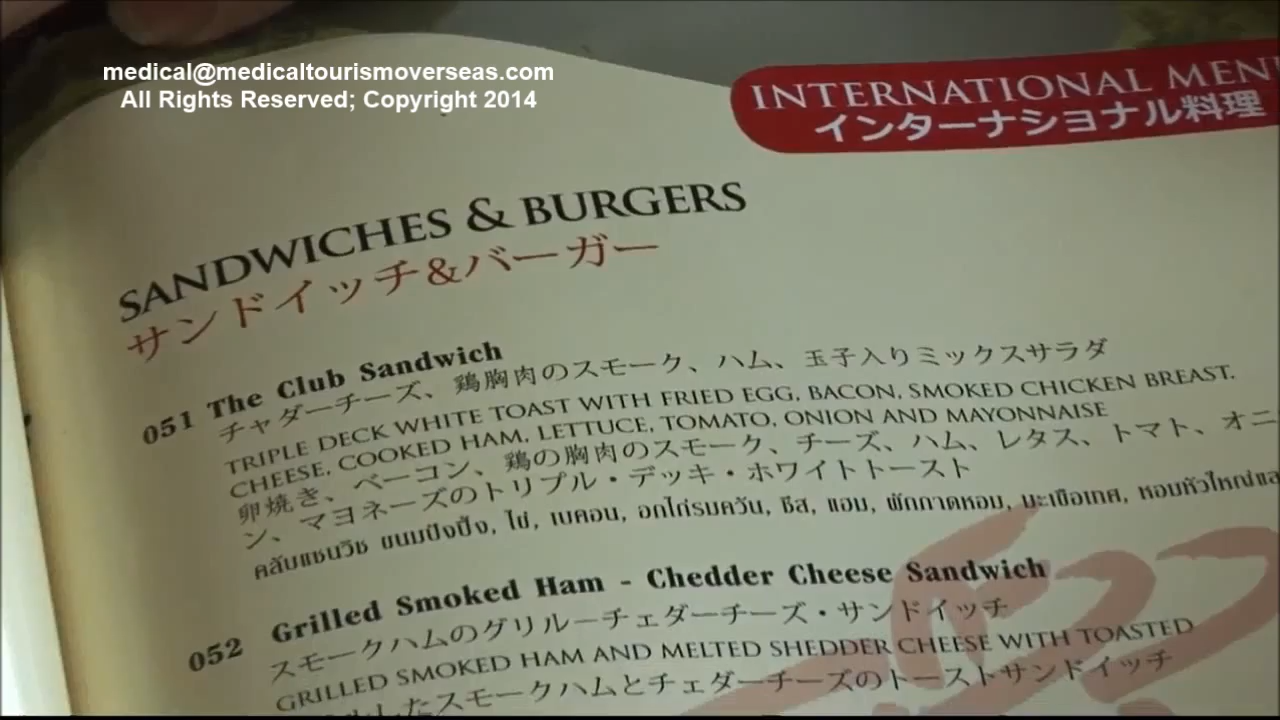 medical@medicaltourismoverseas.com
All Rights Reserved; Copyright 2014
INTERNATIONAL MEN
インターナショナル料理
SANDWICHES & BURGERS
サンドイッチ&バーガー
051 The Club Sandwich
チャダーチーズ、鶏胸肉のスモーク、ハム、玉子入りミックスサラダ
TRIPLE DECK WHITE TOAST WITH FRIED EGG, BACON, SMOKED CHICKEN BREAST.
CHEESE, COOKED HAM, LETTUCE, TOMATO, ONION AND MAYONNAISE
卵焼き、ベーコン、鶏の胸肉のスモーク、チーズ、ハム、レタス、トマト、オニ
ン、マヨネーズのトリプル・デッキ・ホワイトトースト
คลับแซนวิช ขนมปังปิ้ง, ไข่, เบคอน, อกไก่รมควัน, ชีส, แฮม, ผักกาดหอม, มะเขือเทศ, หอมหัวใหญ่แล
052 Grilled Smoked Ham - Chedder Cheese Sandwich
スモークハムのグリルーチェダーチーズ・サンドイッチ
GRILLED SMOKED HAM AND MELTED SHEDDER CHEESE WITH TOASTED
したスモークハムとチェダーチーズのトーストサンドイッチ